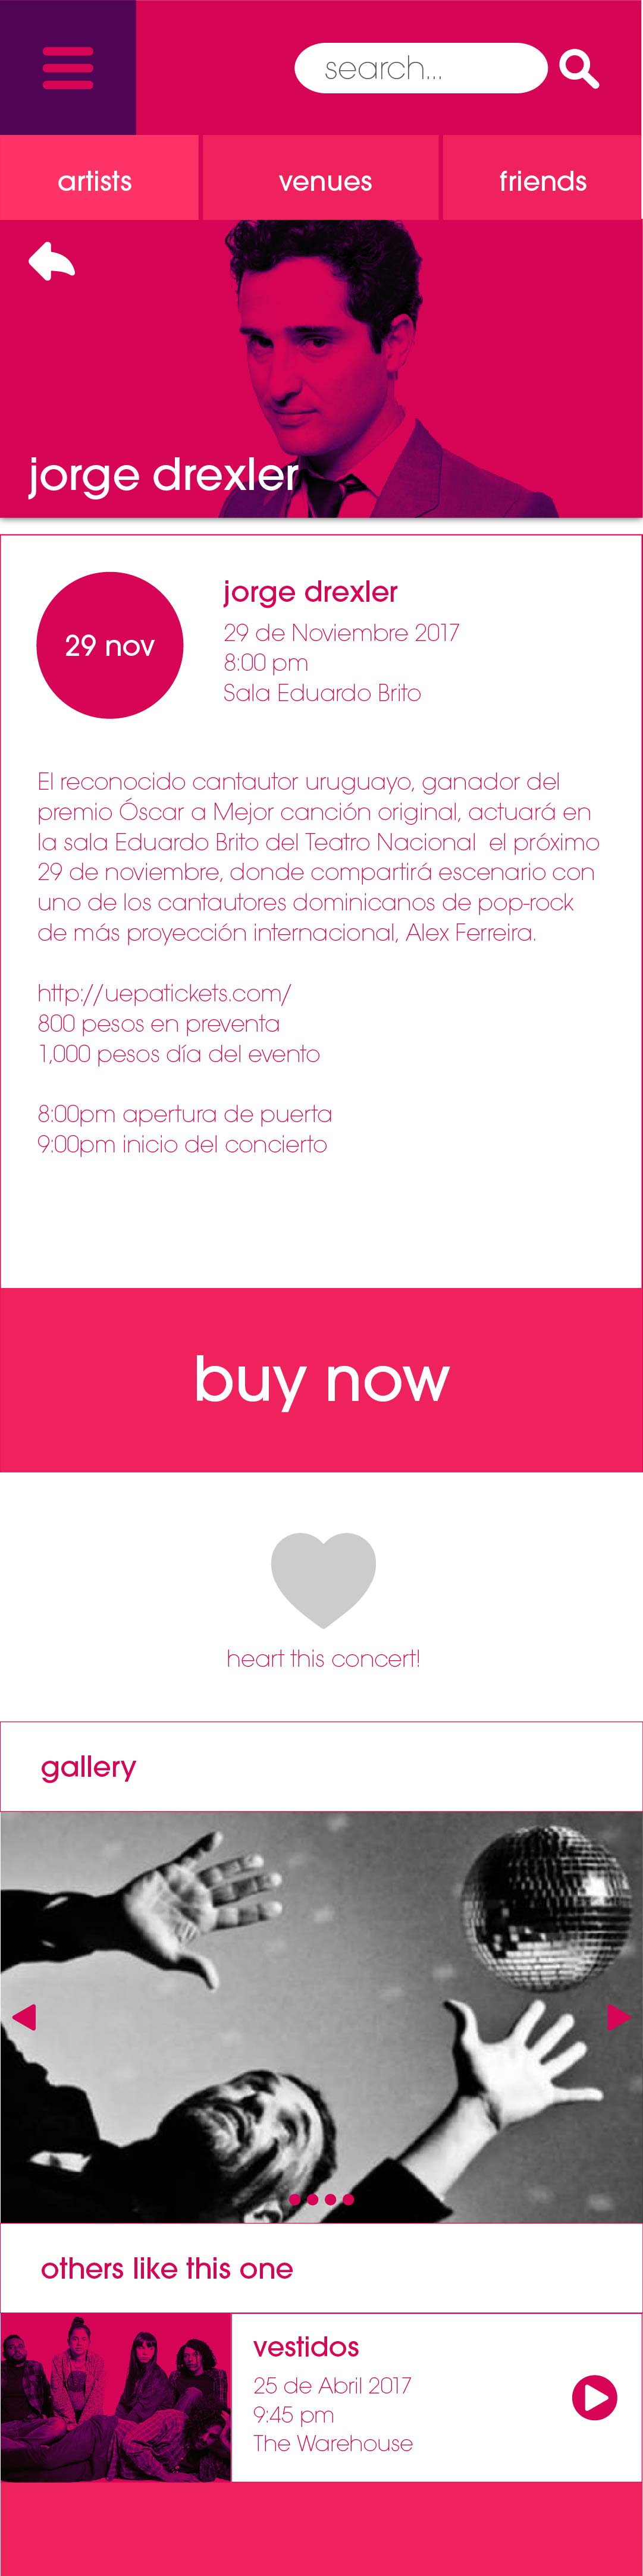 search...
artists
venues
friends
jorge drexler
29 nov
jorge drexler
29 de Noviembre 2017
8:00 pm
Sala Eduardo Brito
El reconocido cantautor uruguayo, ganador del
premio Óscar a Mejor canción original, actuará en
la sala Eduardo Brito del Teatro Nacional  el próximo
29 de noviembre, donde compartirá escenario con
uno de los cantautores dominicanos de pop-rock
de más proyección internacional, Alex Ferreira.
http://uepatickets.com/
800 pesos en preventa
1,000 pesos día del evento
8:00pm apertura de puerta
9:00pm inicio del concierto
buy now
heart this concert!
gallery
others like this one
vestidos
25 de Abril 2017
9:45 pm
The Warehouse